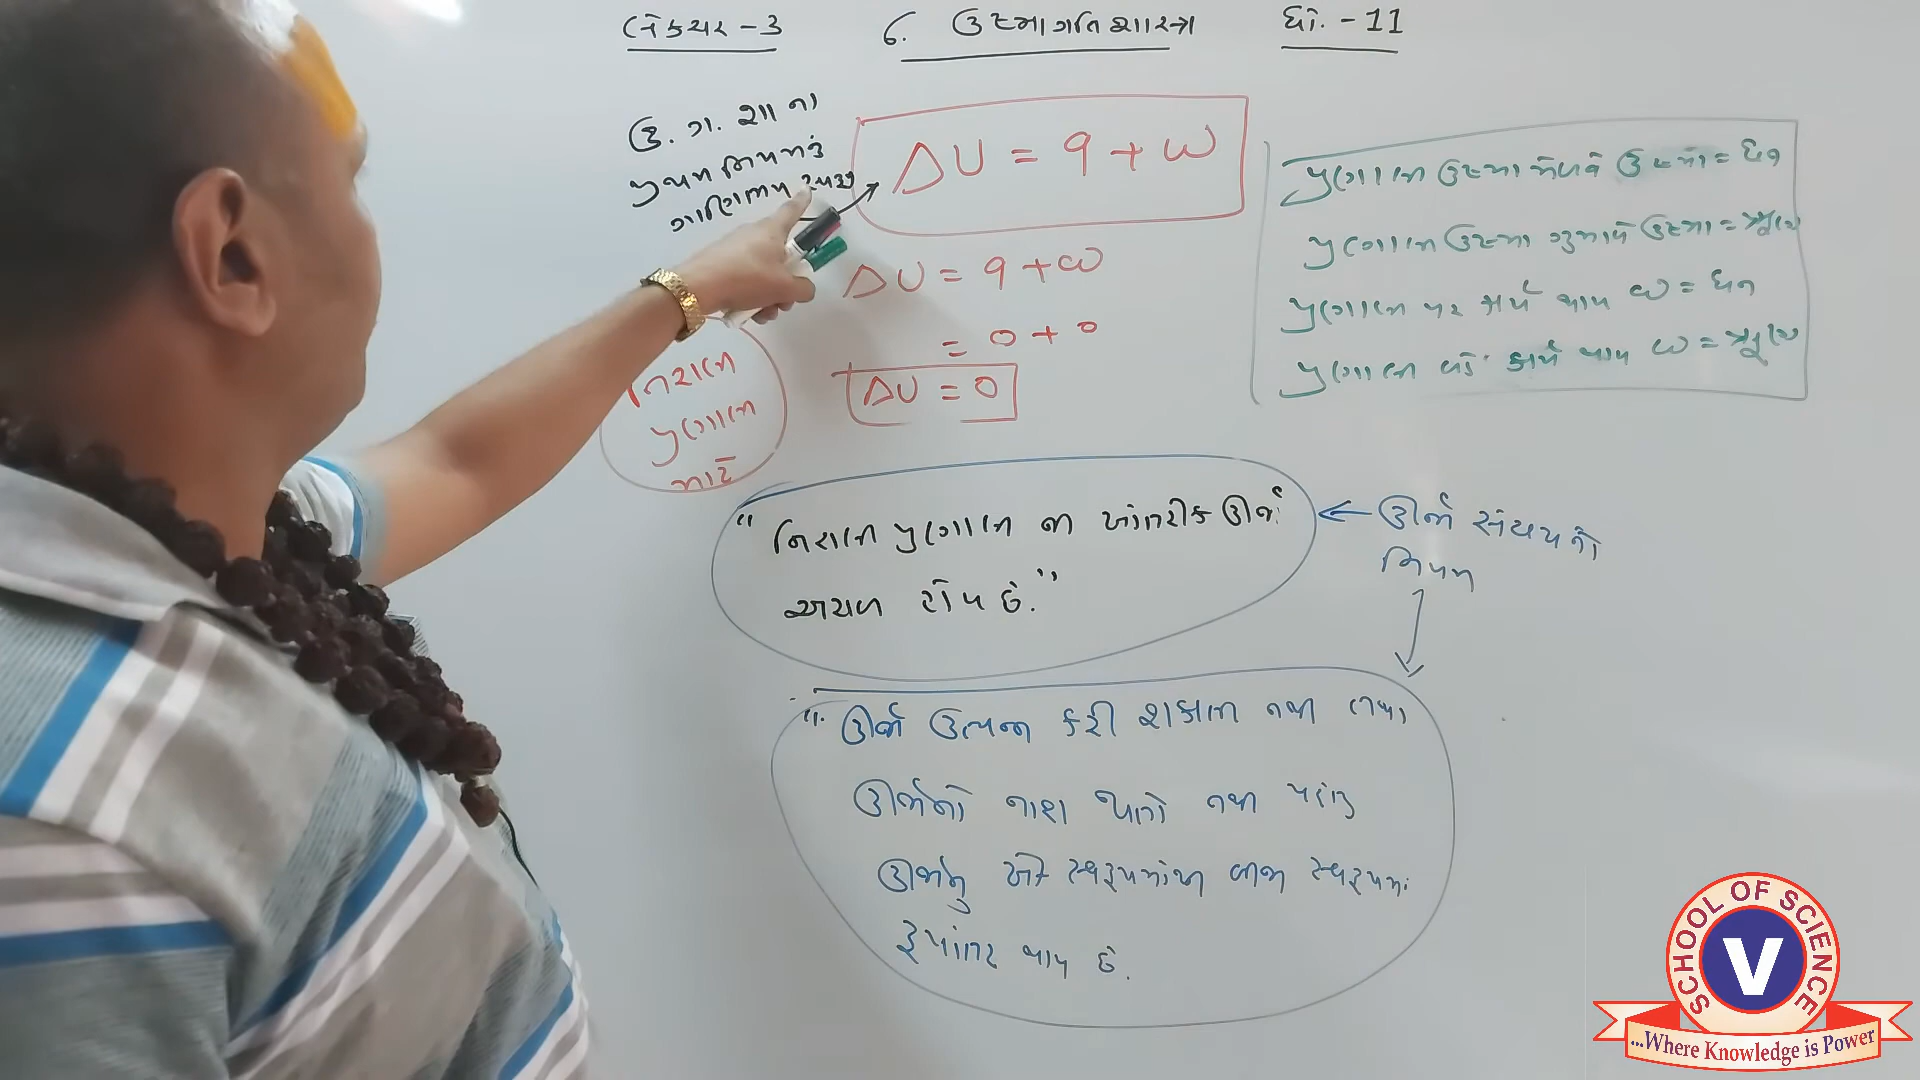 લેકચર - 3
6. ઉષ્માગતિશાસ્ત્ર
ધો. - 11
ઉ. ગ. શા ના
પ્રથમ નિયમનું
ગાણિતિક સ્વરૂપ
ΔU = q + w
ΔU = q + w
= 0 + 0
ΔU = 0
નિરાળી
પ્રણાલી
માટે
પ્રણાલી ઉષ્મા મેળવે ઉષ્મા = ધન
પ્રણાલી ઉષ્મા ગુમાવે ઉષ્મા = ઋણ
પ્રણાલી પર કાર્ય થાય w = ધન
પ્રણાલી વડે કાર્ય થાય w = ઋણ
" નિરાળી પ્રણાલી ની આંતરીક ઊર્જા
અચળ હોય છે."
ઊર્જા સંચયનો
નિયમ
" ઊર્જા ઉત્પન્ન કરી શકાતી નથી તથા
ઊર્જાનો નાશ થતો નથી પરંતુ
ઊર્જાનું એક સ્વરૂપમાંથી બીજા સ્વરૂપમાં
રૂપાંતર થાય છે.
SCHOOL OF SCIENCE
V
...Where Knowledge is Power